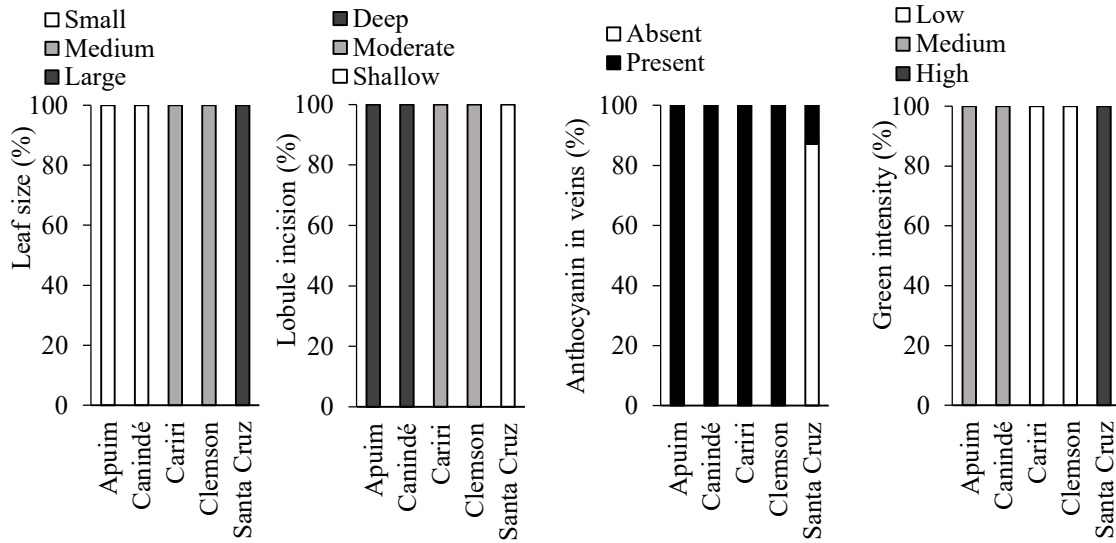 Small
Medium
Large
Leaf size (%)
100
80
60
40
20
0
Apuim
Canindé
Cariri
Clemson
Santa Cruz
Deep
Moderate
Shallow
Lobule incision (%)
100
80
60
40
20
0
Apuim
Canindé
Cariri
Clemson
Santa Cruz
Absent
Present
Anthocyanin in veins (%)
100
80
60
40
20
0
Apuim
Canindé
Cariri
Clemson
Santa Cruz
Low
Medium
High
Green intensity (%)
100
80
60
40
20
0
Apuim
Canindé
Cariri
Clemson
Santa Cruz